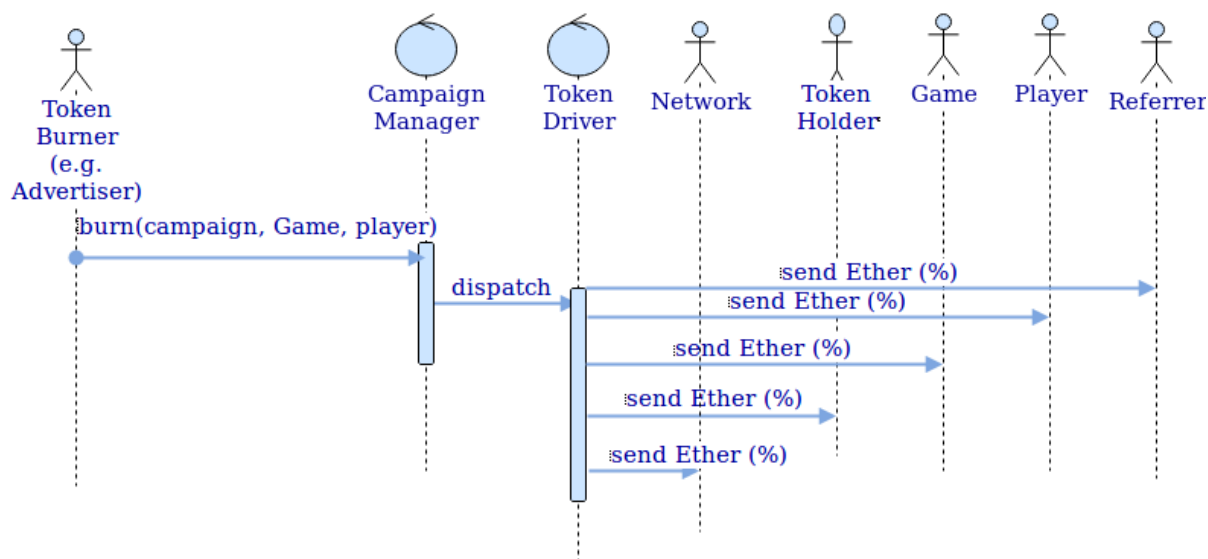 Token
Burner
(e.g.
Advertiser)
Campaign
Manager
Token
Driver
Network
Token
Holder
Game
Player
Referrer
burn(campaign, Game, player)
dispatch
send Ether (%)
send Ether (%)
send Ether (%)
send Ether (%)
send Ether (%)